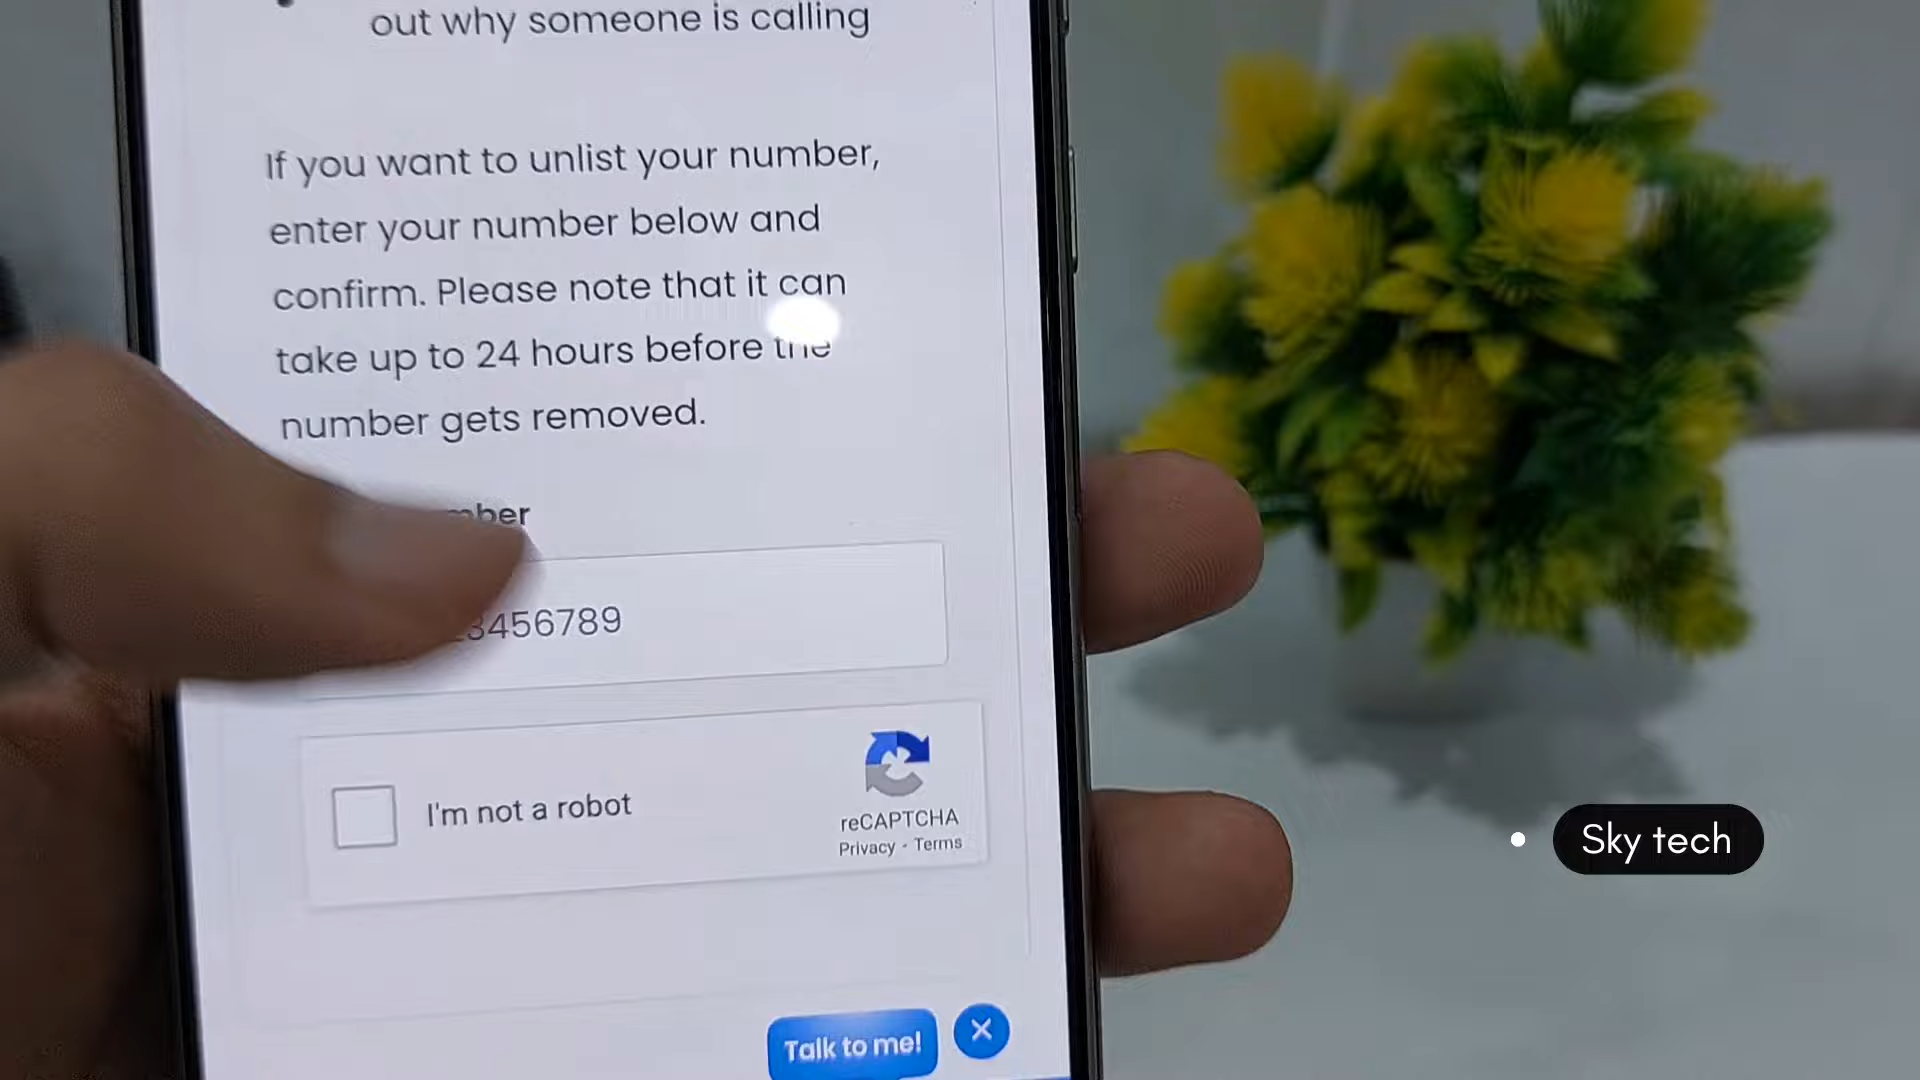 out why someone is calling
If you want to unlist your number,
enter your number below and
confirm. Please note that it can
take up to 24 hours before the
number gets removed.
3456789
I'm not a robot
reCAPTCHA
Privacy - Terms
Talk to me!
Sky tech